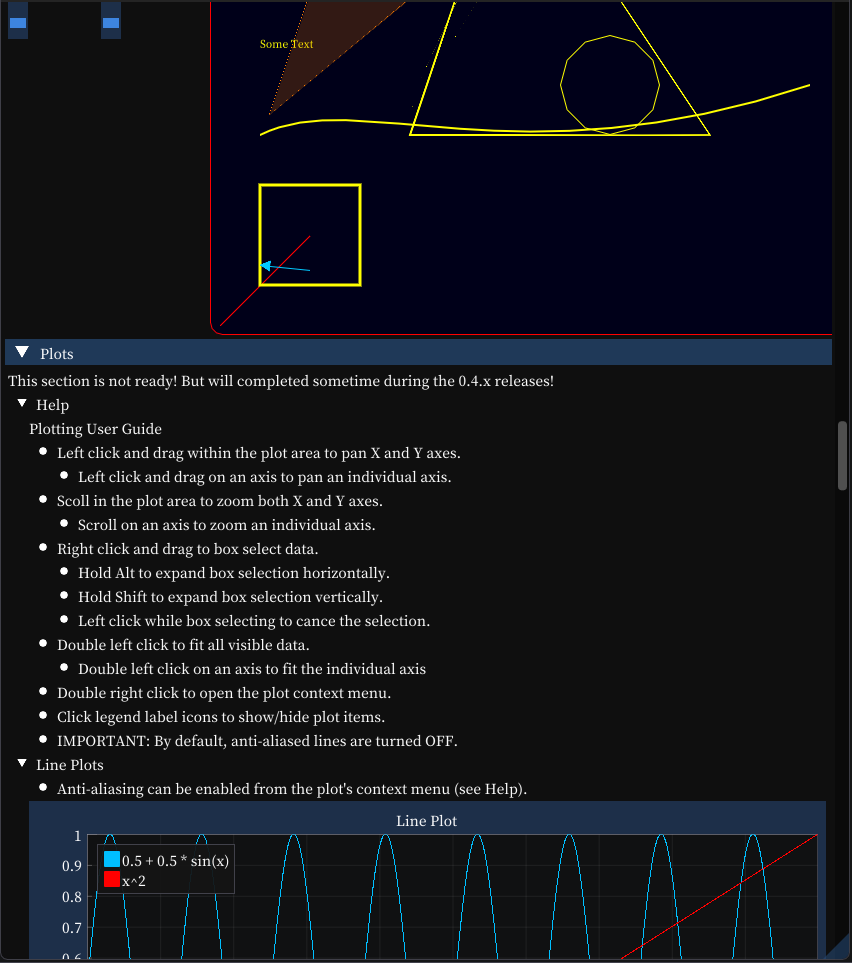 Some Text
Plots
This section is not ready! But will completed sometime during the 0.4.x releases!
Help
Plotting User Guide
Left click and drag within the plot area to pan X and Y axes.
Left click and drag on an axis to pan an individual axis.
Scoll in the plot area to zoom both X and Y axes.
Scroll on an axis to zoom an individual axis.
Right click and drag to box select data.
Hold Alt to expand box selection horizontally.
Hold Shift to expand box selection vertically.
Left click while box selecting to cance the selection.
Double left click to fit all visible data.
Double left click on an axis to fit the individual axis
Double right click to open the plot context menu.
Click legend label icons to show/hide plot items.
IMPORTANT: By default, anti-aliased lines are turned OFF.
Line Plots
Anti-aliasing can be enabled from the plot's context menu (see Help).
Line Plot
1
0.5 + 0.5 * sin(x)
0.9
x^2
0.8
0.7
0.6